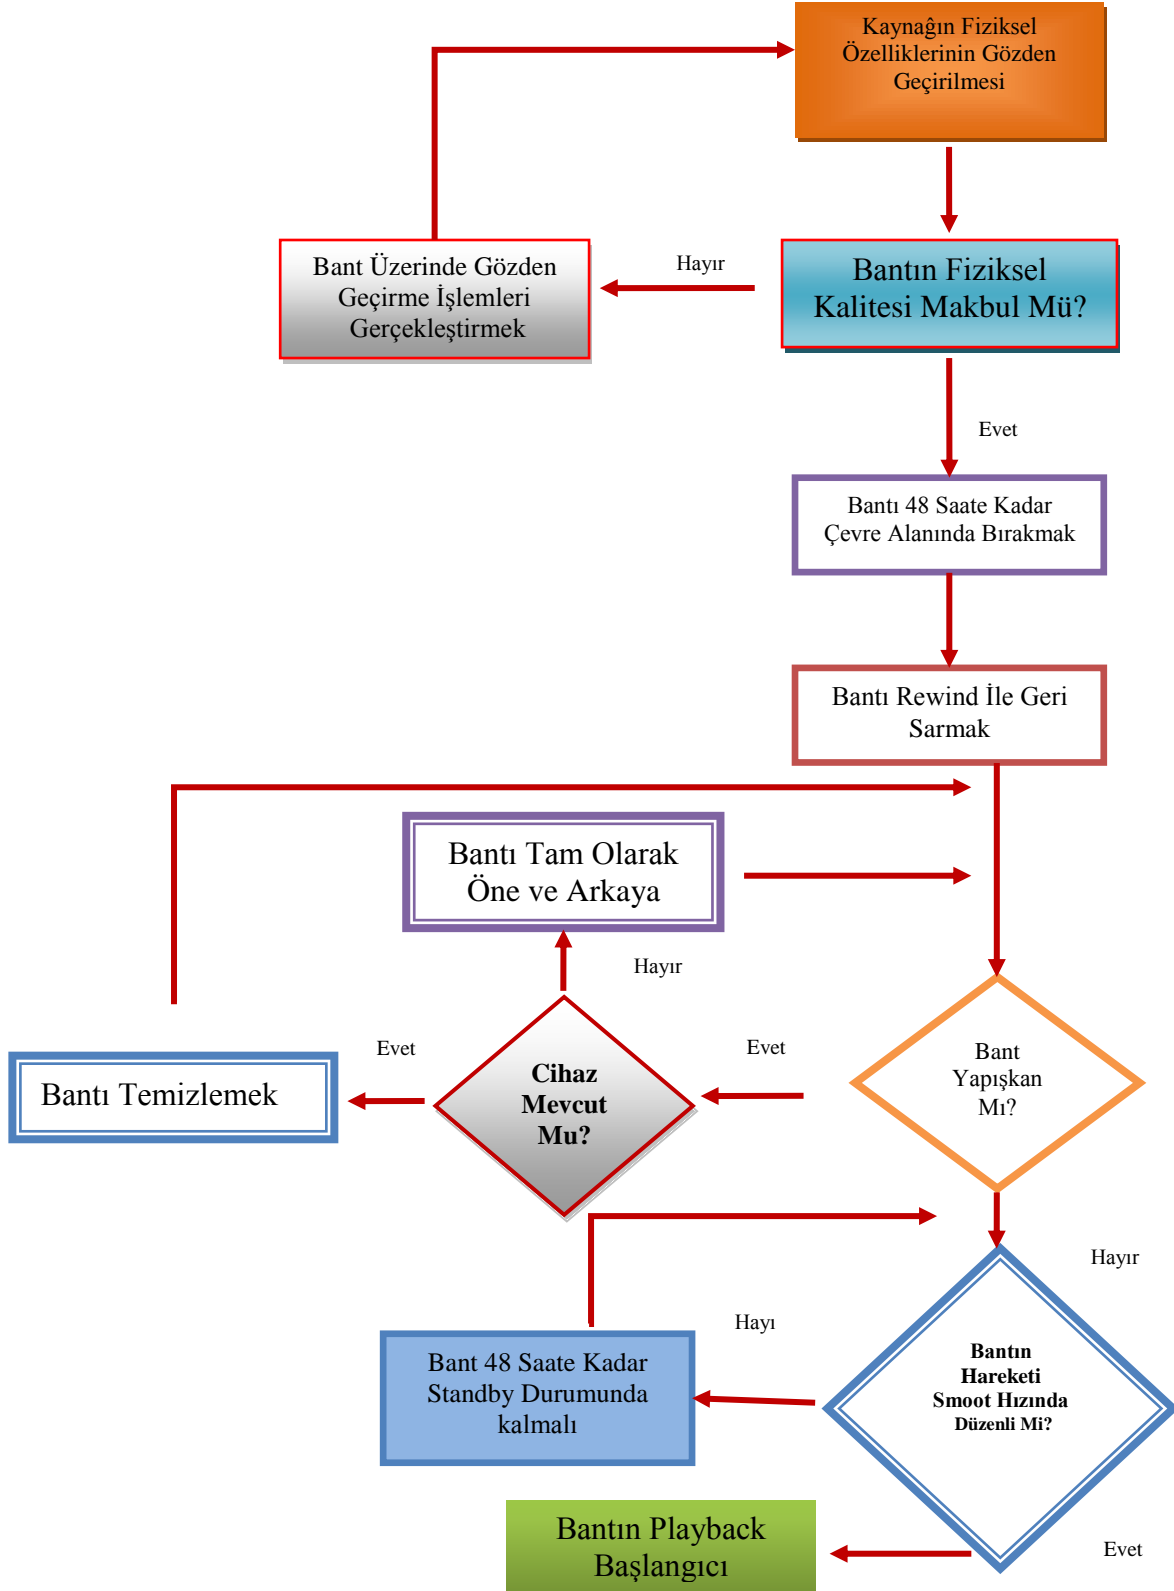 Kaynağın Fiziksel
Özelliklerinin Gözden
Geçirilmesi
Bant Üzerinde Gözden
Geçirme İşlemleri
Gerçekleştirmek
Hayır
Bantın Fiziksel
Kalitesi Makbul Mü?
Evet
Bantı 48 Saate Kadar
Çevre Alanında Bırakmak
Bantı Rewind İle Geri
Sarmak
Bantı Tam Olarak
Öne ve Arkaya
Hayır
Bantı Temizlemek
Evet
Cihaz
Mevcut
Mu?
Evet
Bant
Yapışkan
Mı?
Hayır
Hayı
Bant 48 Saate Kadar
Standby Durumunda
kalmalı
Bantın
Hareketi
Smoot Hızında
Düzenli Mi?
Bantın Playback
Başlangıcı
Evet